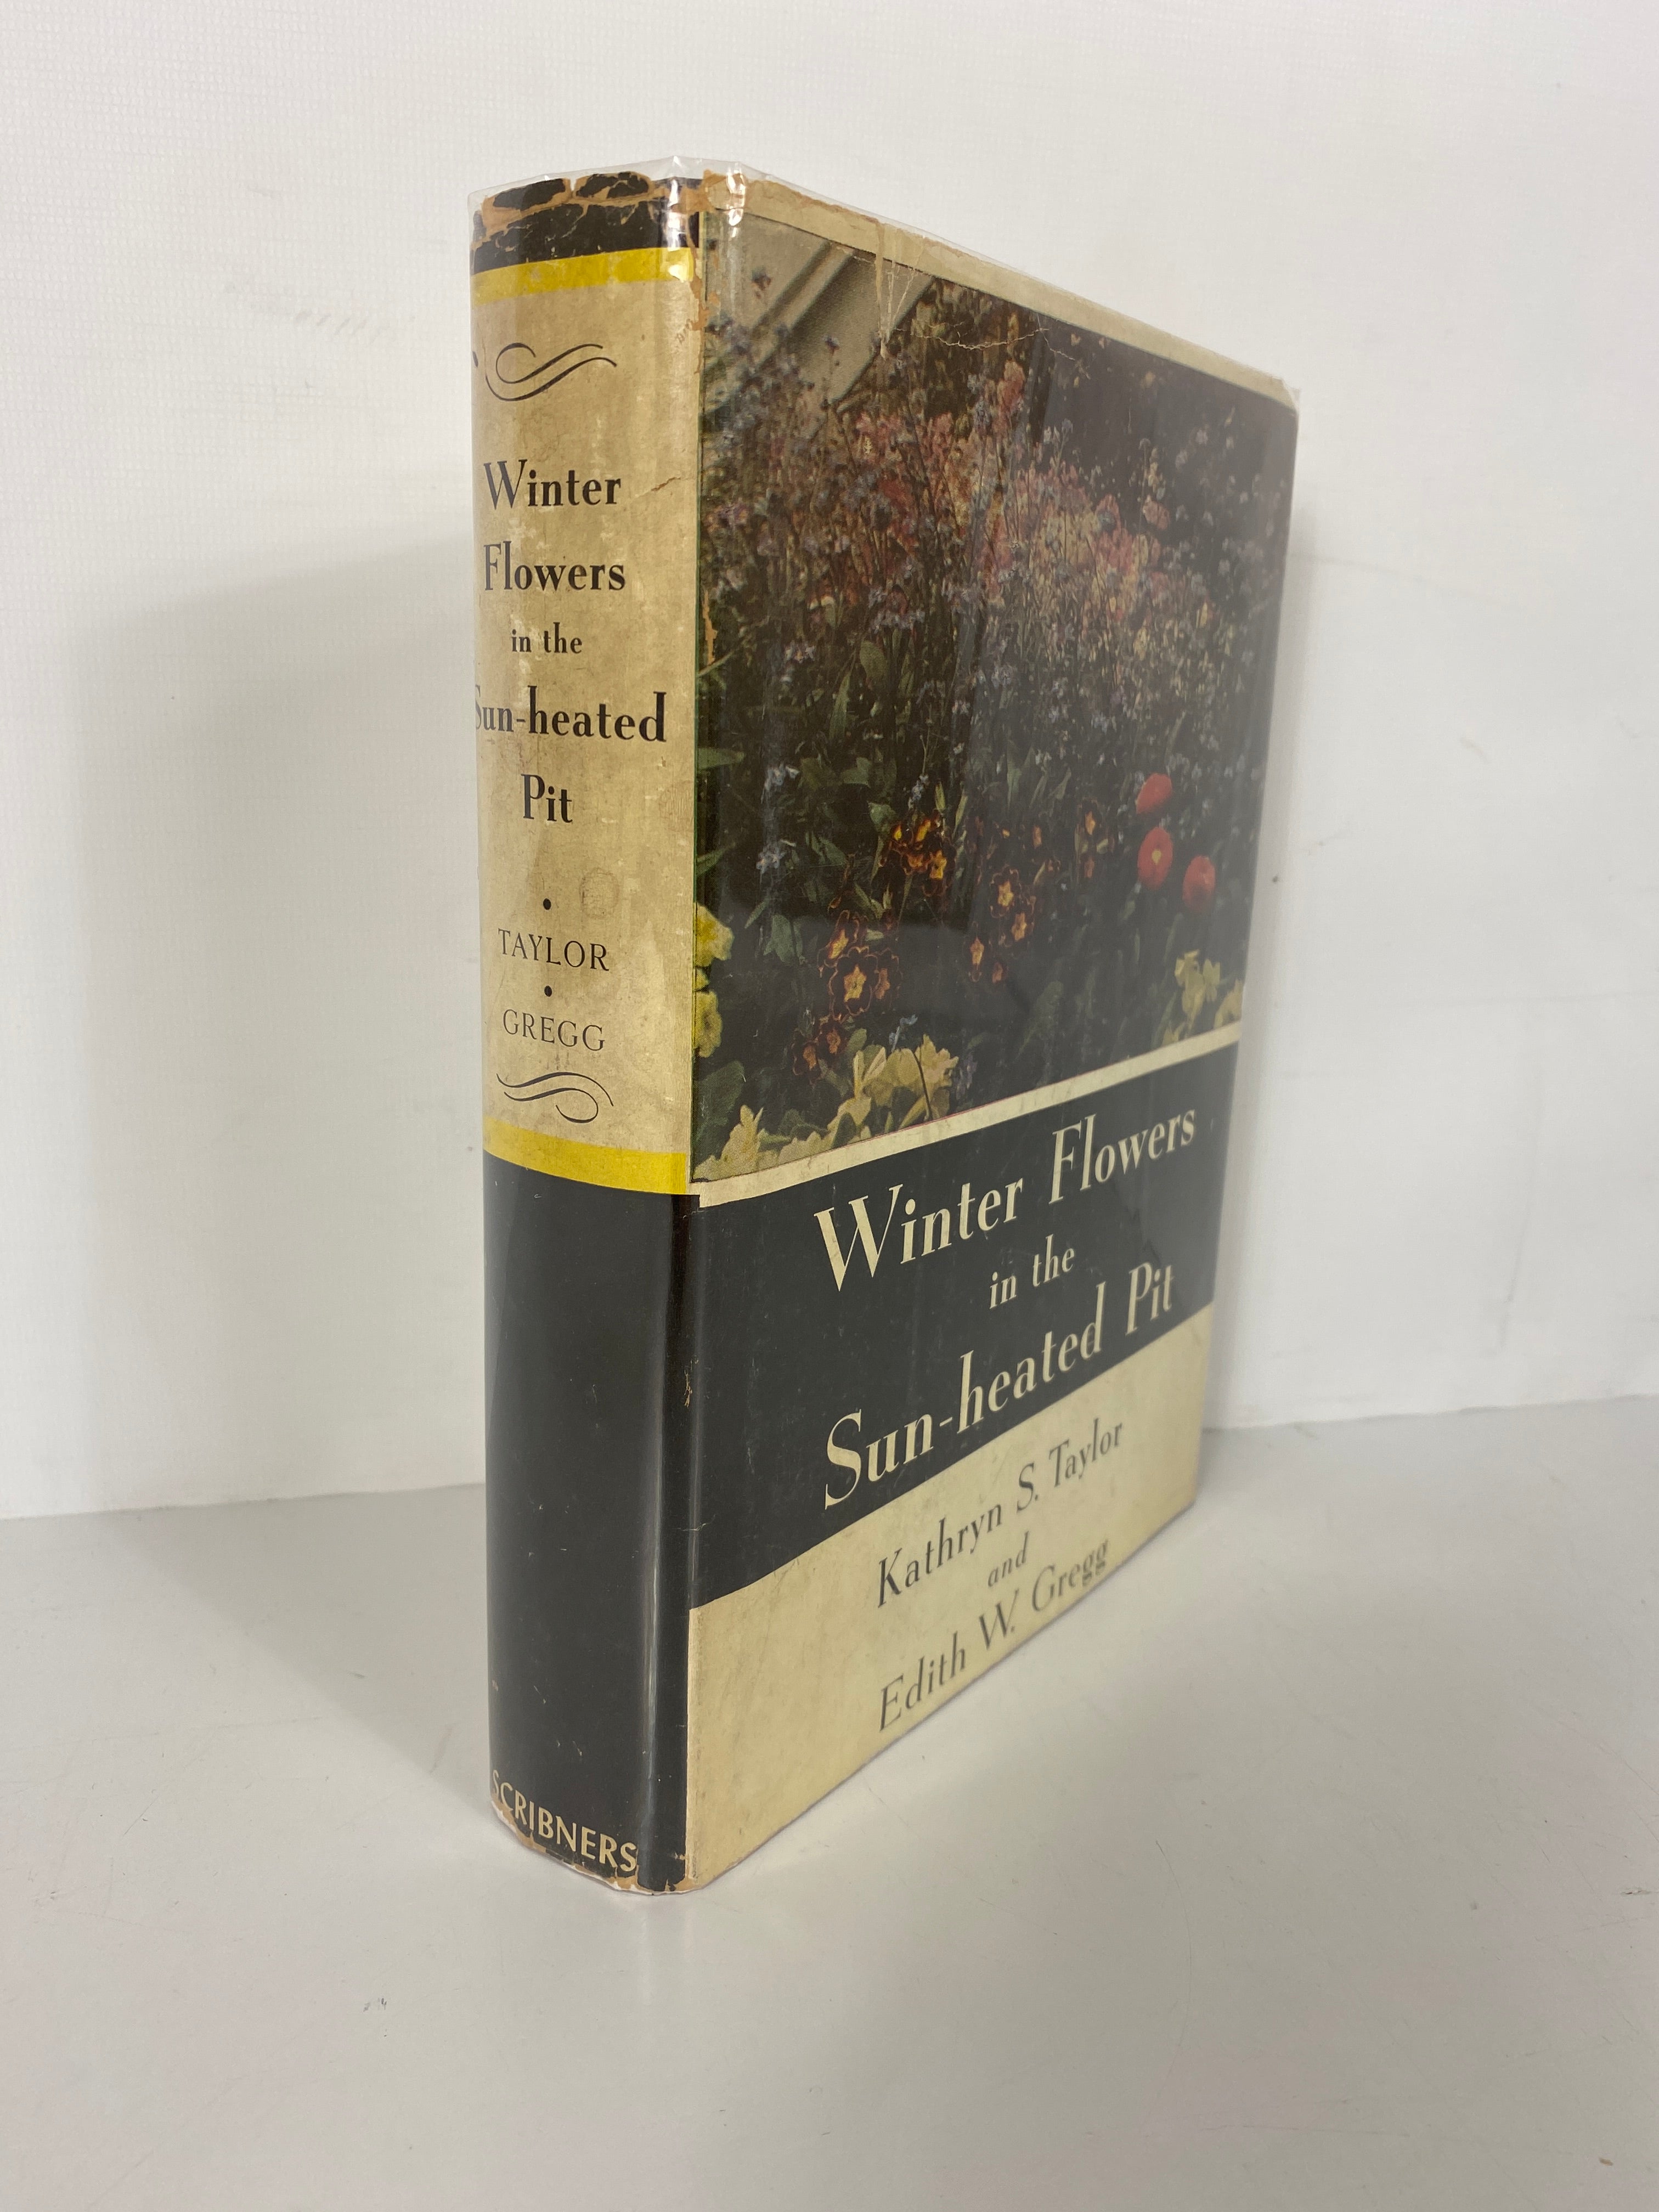 Winter
Flowers
in the
Sun-heated
Pit
•
TAYLOR
•
GREGG
SCRIBNERS
Winter Flowers
in the
Sun-heated Pit
Kathryn S. Taylor
and
Edith W. Gregg